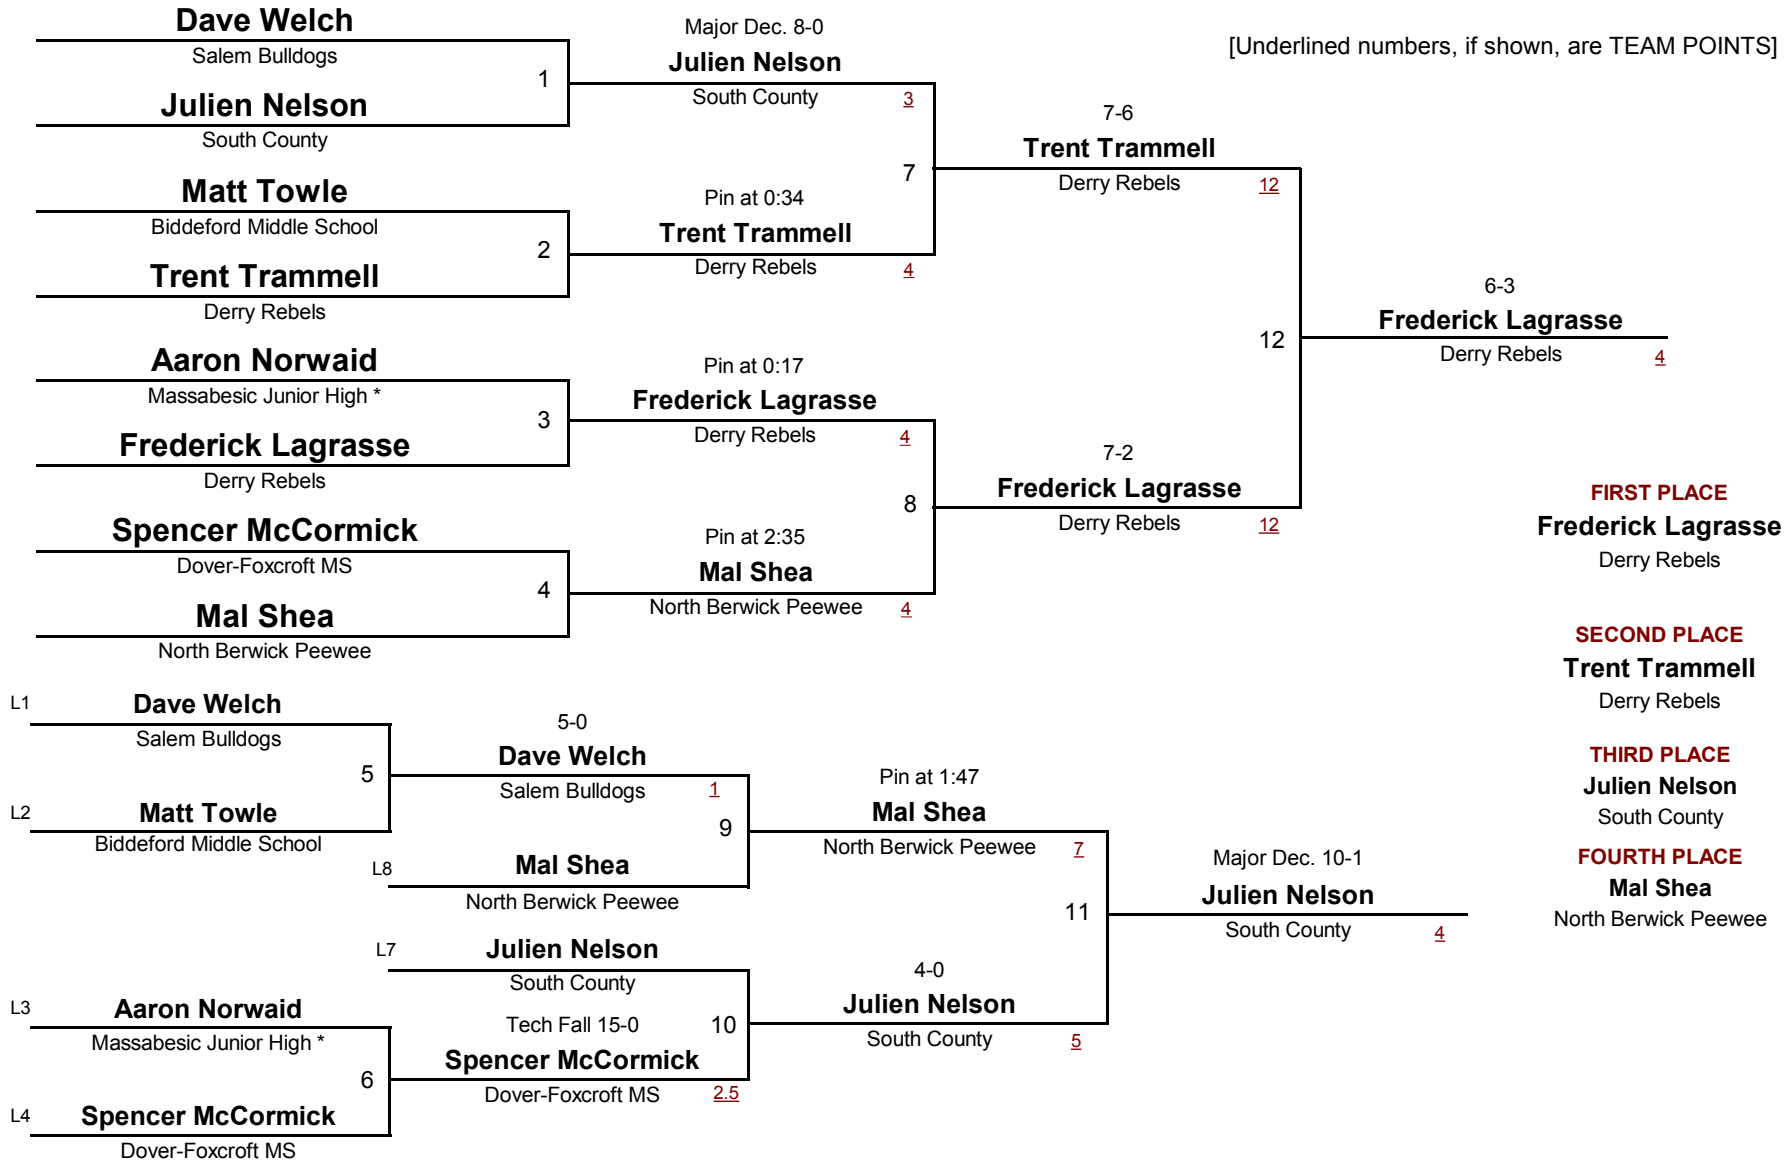 [Underlined numbers, if shown, are TEAM POINTS]
Dave Welch
Salem Bulldogs
1
Julien Nelson
South County
Matt Towle
Biddeford Middle School
2
Trent Trammell
Derry Rebels
Aaron Norwaid
Massabesic Junior High *
3
Frederick Lagrasse
Derry Rebels
Spencer McCormick
Dover-Foxcroft MS
4
Mal Shea
North Berwick Peewee
Major Dec. 8-0
Julien Nelson
South County 3
7
Pin at 0:34
Trent Trammell
Derry Rebels 4
Pin at 0:17
Frederick Lagrasse
Derry Rebels 4
8
Pin at 2:35
Mal Shea
North Berwick Peewee 4
7-6
Trent Trammell
Derry Rebels 12
12
7-2
Frederick Lagrasse
Derry Rebels 12
6-3
Frederick Lagrasse
Derry Rebels 4
L1 Dave Welch
Salem Bulldogs
5
L2 Matt Towle
Biddeford Middle School
L3 Aaron Norwaid
Massabesic Junior High *
6
L4 Spencer McCormick
Dover-Foxcroft MS
5-0
Dave Welch
Salem Bulldogs 1
9
L8 Mal Shea
North Berwick Peewee
L7 Julien Nelson
South County
Tech Fall 15-0 10
Spencer McCormick
Dover-Foxcroft MS 2.5
Pin at 1:47
Mal Shea
North Berwick Peewee 7
11
4-0
Julien Nelson
South County 5
Major Dec. 10-1
Julien Nelson
South County 4
FIRST PLACE
Frederick Lagrasse
Derry Rebels
SECOND PLACE
Trent Trammell
Derry Rebels
THIRD PLACE
Julien Nelson
South County
FOURTH PLACE
Mal Shea
North Berwick Peewee